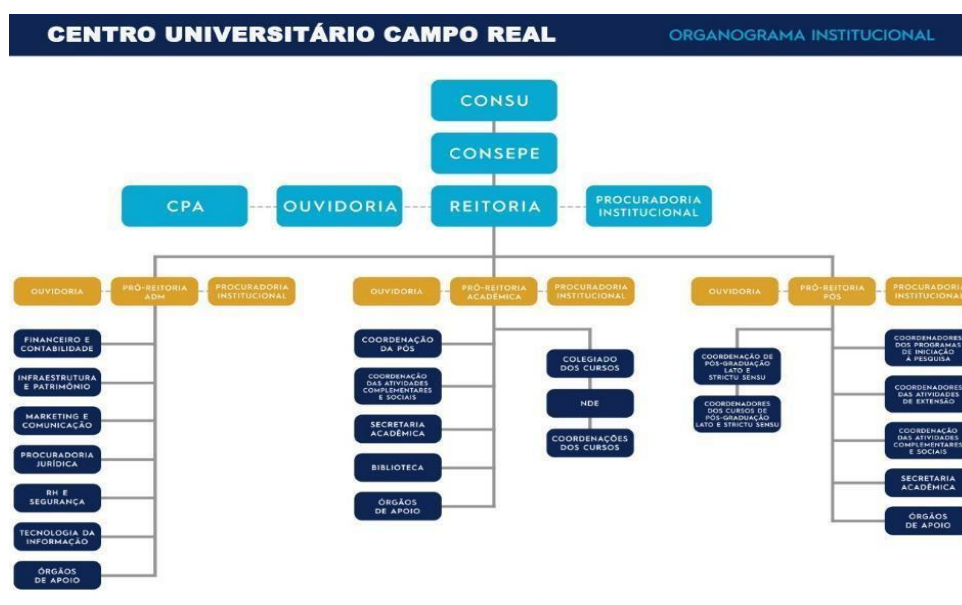 CENTRO UNIVERSITÁRIO CAMPO REAL
ORGANOGRAMA INSTITUCIONAL
CONSU
CONSEPE
CPA
OUVIDORIA
REITORIA
PROCURADORIA
INSTITUCIONAL
OUVIDORIA
PRÓ-REITORIA
ADM
PROCURADORIA
INSTITUCIONAL
OUVIDORIA
PRÓ-REITORIA
ACADÊMICA
PROCURADORIA
INSTITUCIONAL
OUVIDORIA
PRÓ-REITORIA
PÓS
PROCURADORIA
INSTITUCIONAL
FINANCEIRO E
CONTABILIDADE
INFRAESTRUTURA
E PATRIMÔNIO
MARKETING E
COMUNICAÇÃO
PROCURADORIA
JURÍDICA
RH E
SEGURANÇA
TECNOLOGIA DA
INFORMAÇÃO
ÓRGÃOS
DE APOIO
COORDENAÇÃO
DA PÓS
COORDENAÇÃO
DAS ATIVIDADES
COMPLEMENTARES
E SOCIAIS
SECRETARIA
ACADÊMICA
BIBLIOTECA
ÓRGÃOS
DE APOIO
COLEGIADO
DOS CURSOS
NDE
COORDENAÇÕES
DOS CURSOS
COORDENAÇÃO DE
PÓS-GRADUAÇÃO
LATO E
STRICTU SENSU
COORDENADORES
DOS CURSOS DE
PÓS-GRADUAÇÃO
LATO E STRICTU SENSU
COORDENADORES
DOS PROGRAMAS
DE INICIAÇÃO
À PESQUISA
COORDENADORES
DAS ATIVIDADES
DE EXTENSÃO
COORDENAÇÃO
DAS ATIVIDADES
COMPLEMENTARES
E SOCIAIS
SECRETARIA
ACADÊMICA
ÓRGÃOS
DE APOIO